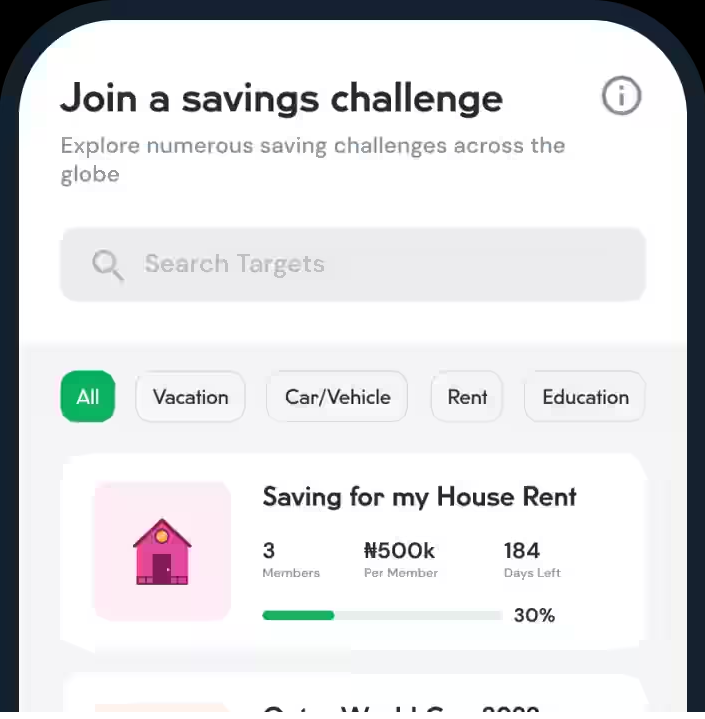 Join a savings challenge
Explore numerous saving challenges across the
globe
Search Targets
All Vacation Car/Vehicle Rent Education
Saving for my House Rent
3 ₦500k 184
Members Per Member Days Left
30%